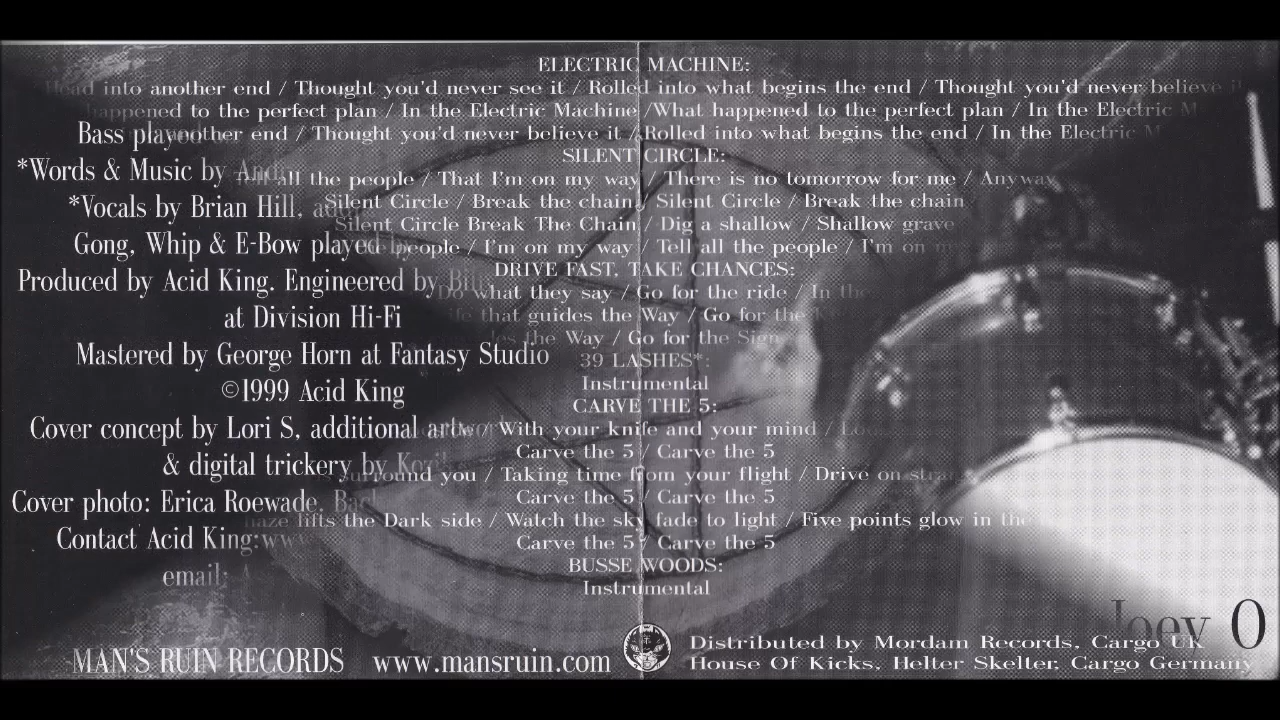 ELECTRIC MACHINE:
into another end / Thought you'd never see it / Rolled into what begins the end / Thought you'd never believe it
happened to the perfect plan / In the Electric Machine /What happened to the perfect plan / In the Electric M
another end / Thought you'd never believe it / Rolled into what begins the end / In the Electric M
SILENT CIRCLE:
Tell all the people / That I'm on my way / There is no tomorrow for me / Anyway
Silent Circle / Break the chain / Silent Circle / Break the chain
Silent Circle Break The Chain / Dig a shallow / Shallow grave
people / I'm on my way / Tell all the people / I'm on m
DRIVE FAST, TAKE CHANCES:
Do what they say / Go for the ride / In the
that guides the Way / Go for the
the Way / Go for the Sign
39 LASHES*:
Instrumental
CARVE THE 5:
/ With your knife and your mind /
Carve the 5 / Carve the 5
surround you / Taking time from your flight / Drive on
Carve the 5 / Carve the 5
haze lifts the Dark side / Watch the sky fade to light / Five points glow in the
Carve the 5 / Carve the 5
BUSSE WOODS:
Instrumental
Bass played
*Words & Music by
*Vocals by Brian Hill,
Gong, Whip & E-Bow played
Produced by Acid King. Engineered by
at Division Hi-Fi
Mastered by George Horn at Fantasy Studio
©1999 Acid King
Cover concept by Lori S, additional artwo
& digital trickery by
Cover photo: Erica Roewade.
Contact Acid King:ww
email:
Joey O
MAN'S RUIN RECORDS www.mansruin.com
Distributed by Mordam Records, Cargo UK
House Of Kicks, Helter Skelter, Cargo Germany